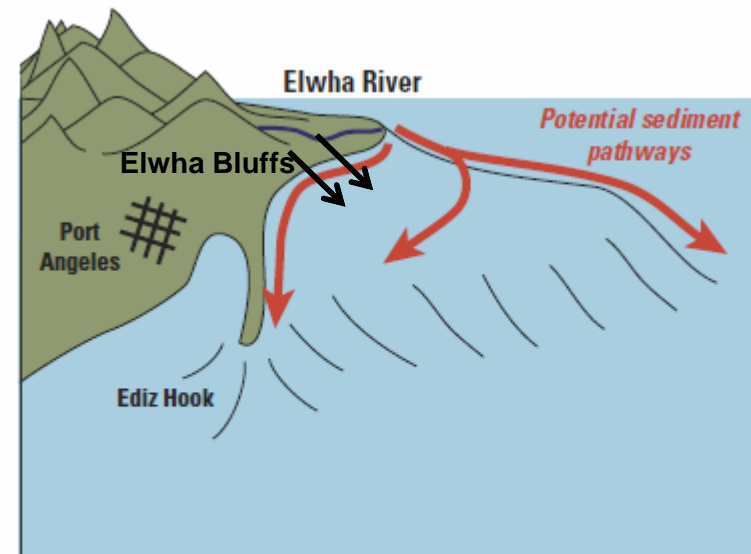 Elwha River
Potential sediment
pathways
Elwha Bluffs
Port
Angeles
Ediz Hook